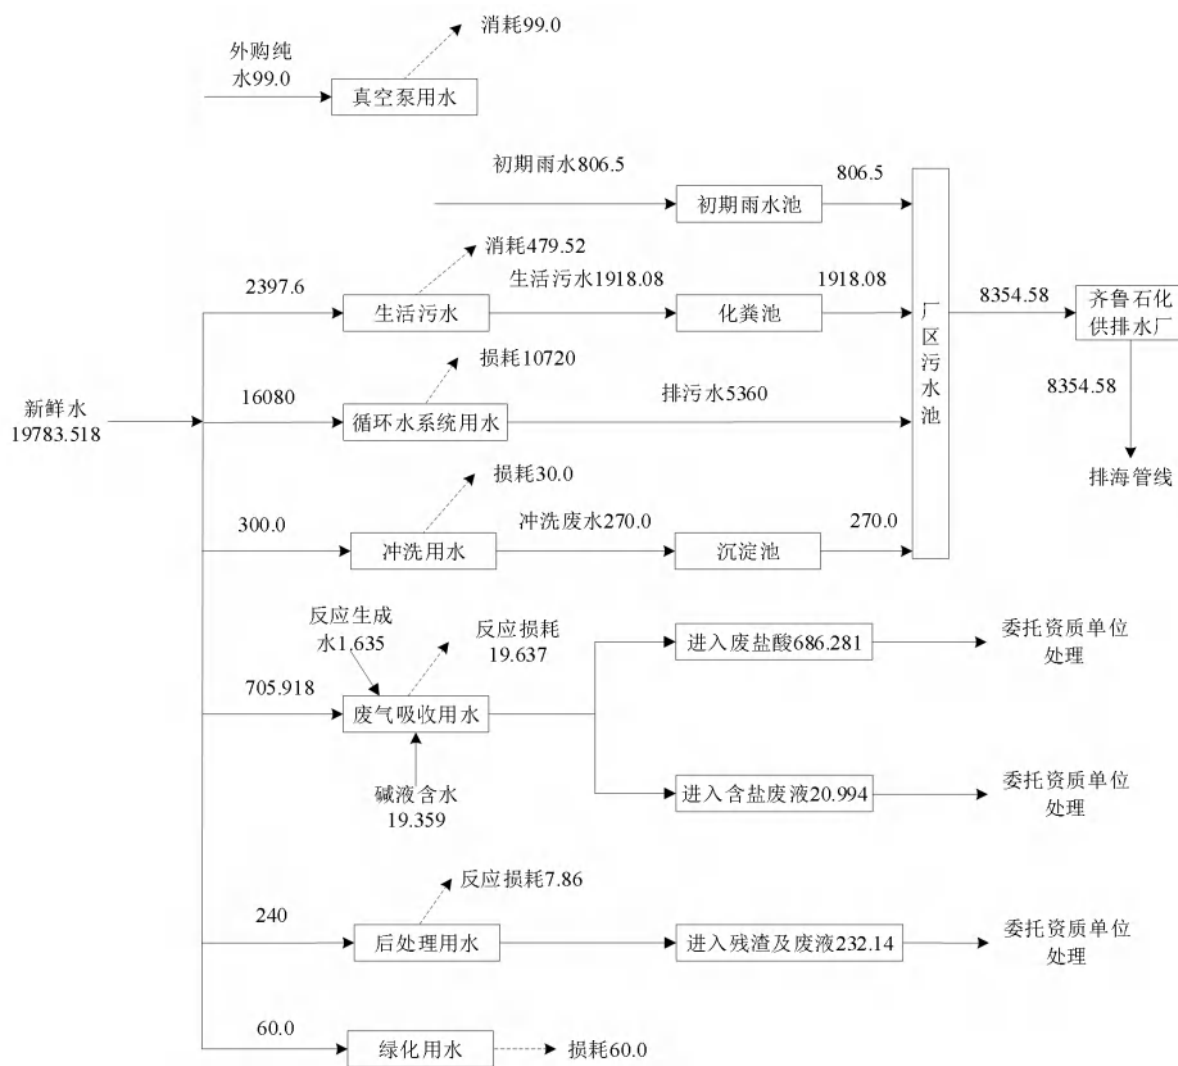 消耗99.0
外购纯
水99.0
真空泵用水
初期雨水806.5
初期雨水池
806.5
消耗479.52
2397.6
生活污水
生活污水1918.08
化粪池
1918.08
厂区污水池
8354.58
齐鲁石化
供排水厂
8354.58
排海管线
新鲜水
19783.518
损耗10720
16080
循环水系统用水
排污水5360
损耗30.0
300.0
冲洗用水
冲洗废水270.0
沉淀池
270.0
反应生成
水1.635
反应损耗
19.637
705.918
废气吸收用水
碱液含水
19.359
进入废盐酸686.281
委托资质单位
处理
进入含盐废液20.994
委托资质单位
处理
反应损耗7.86
240
后处理用水
进入残渣及废液232.14
委托资质单位
处理
60.0
绿化用水
损耗60.0